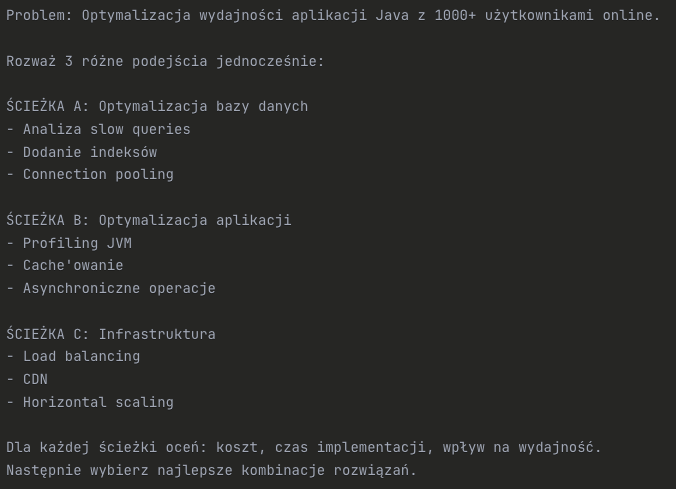 Problem: Optymalizacja wydajności aplikacji Java z 1000+ użytkownikami online.
Rozważ 3 różne podejścia jednocześnie:
ŚCIEŻKA A: Optymalizacja bazy danych
- Analiza slow queries
- Dodanie indeksów
- Connection pooling
ŚCIEŻKA B: Optymalizacja aplikacji
- Profiling JVM
- Cache'owanie
- Asynchroniczne operacje
ŚCIEŻKA C: Infrastruktura
- Load balancing
- CDN
- Horizontal scaling
Dla każdej ścieżki oceń: koszt, czas implementacji, wpływ na wydajność.
Następnie wybierz najlepsze kombinacje rozwiązań.